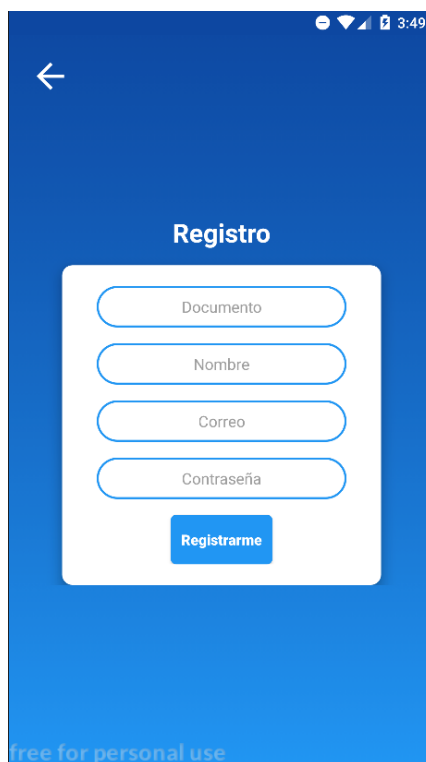 3:49
Registro
Documento
Nombre
Correo
Contraseña
Registrarme
free for personal use